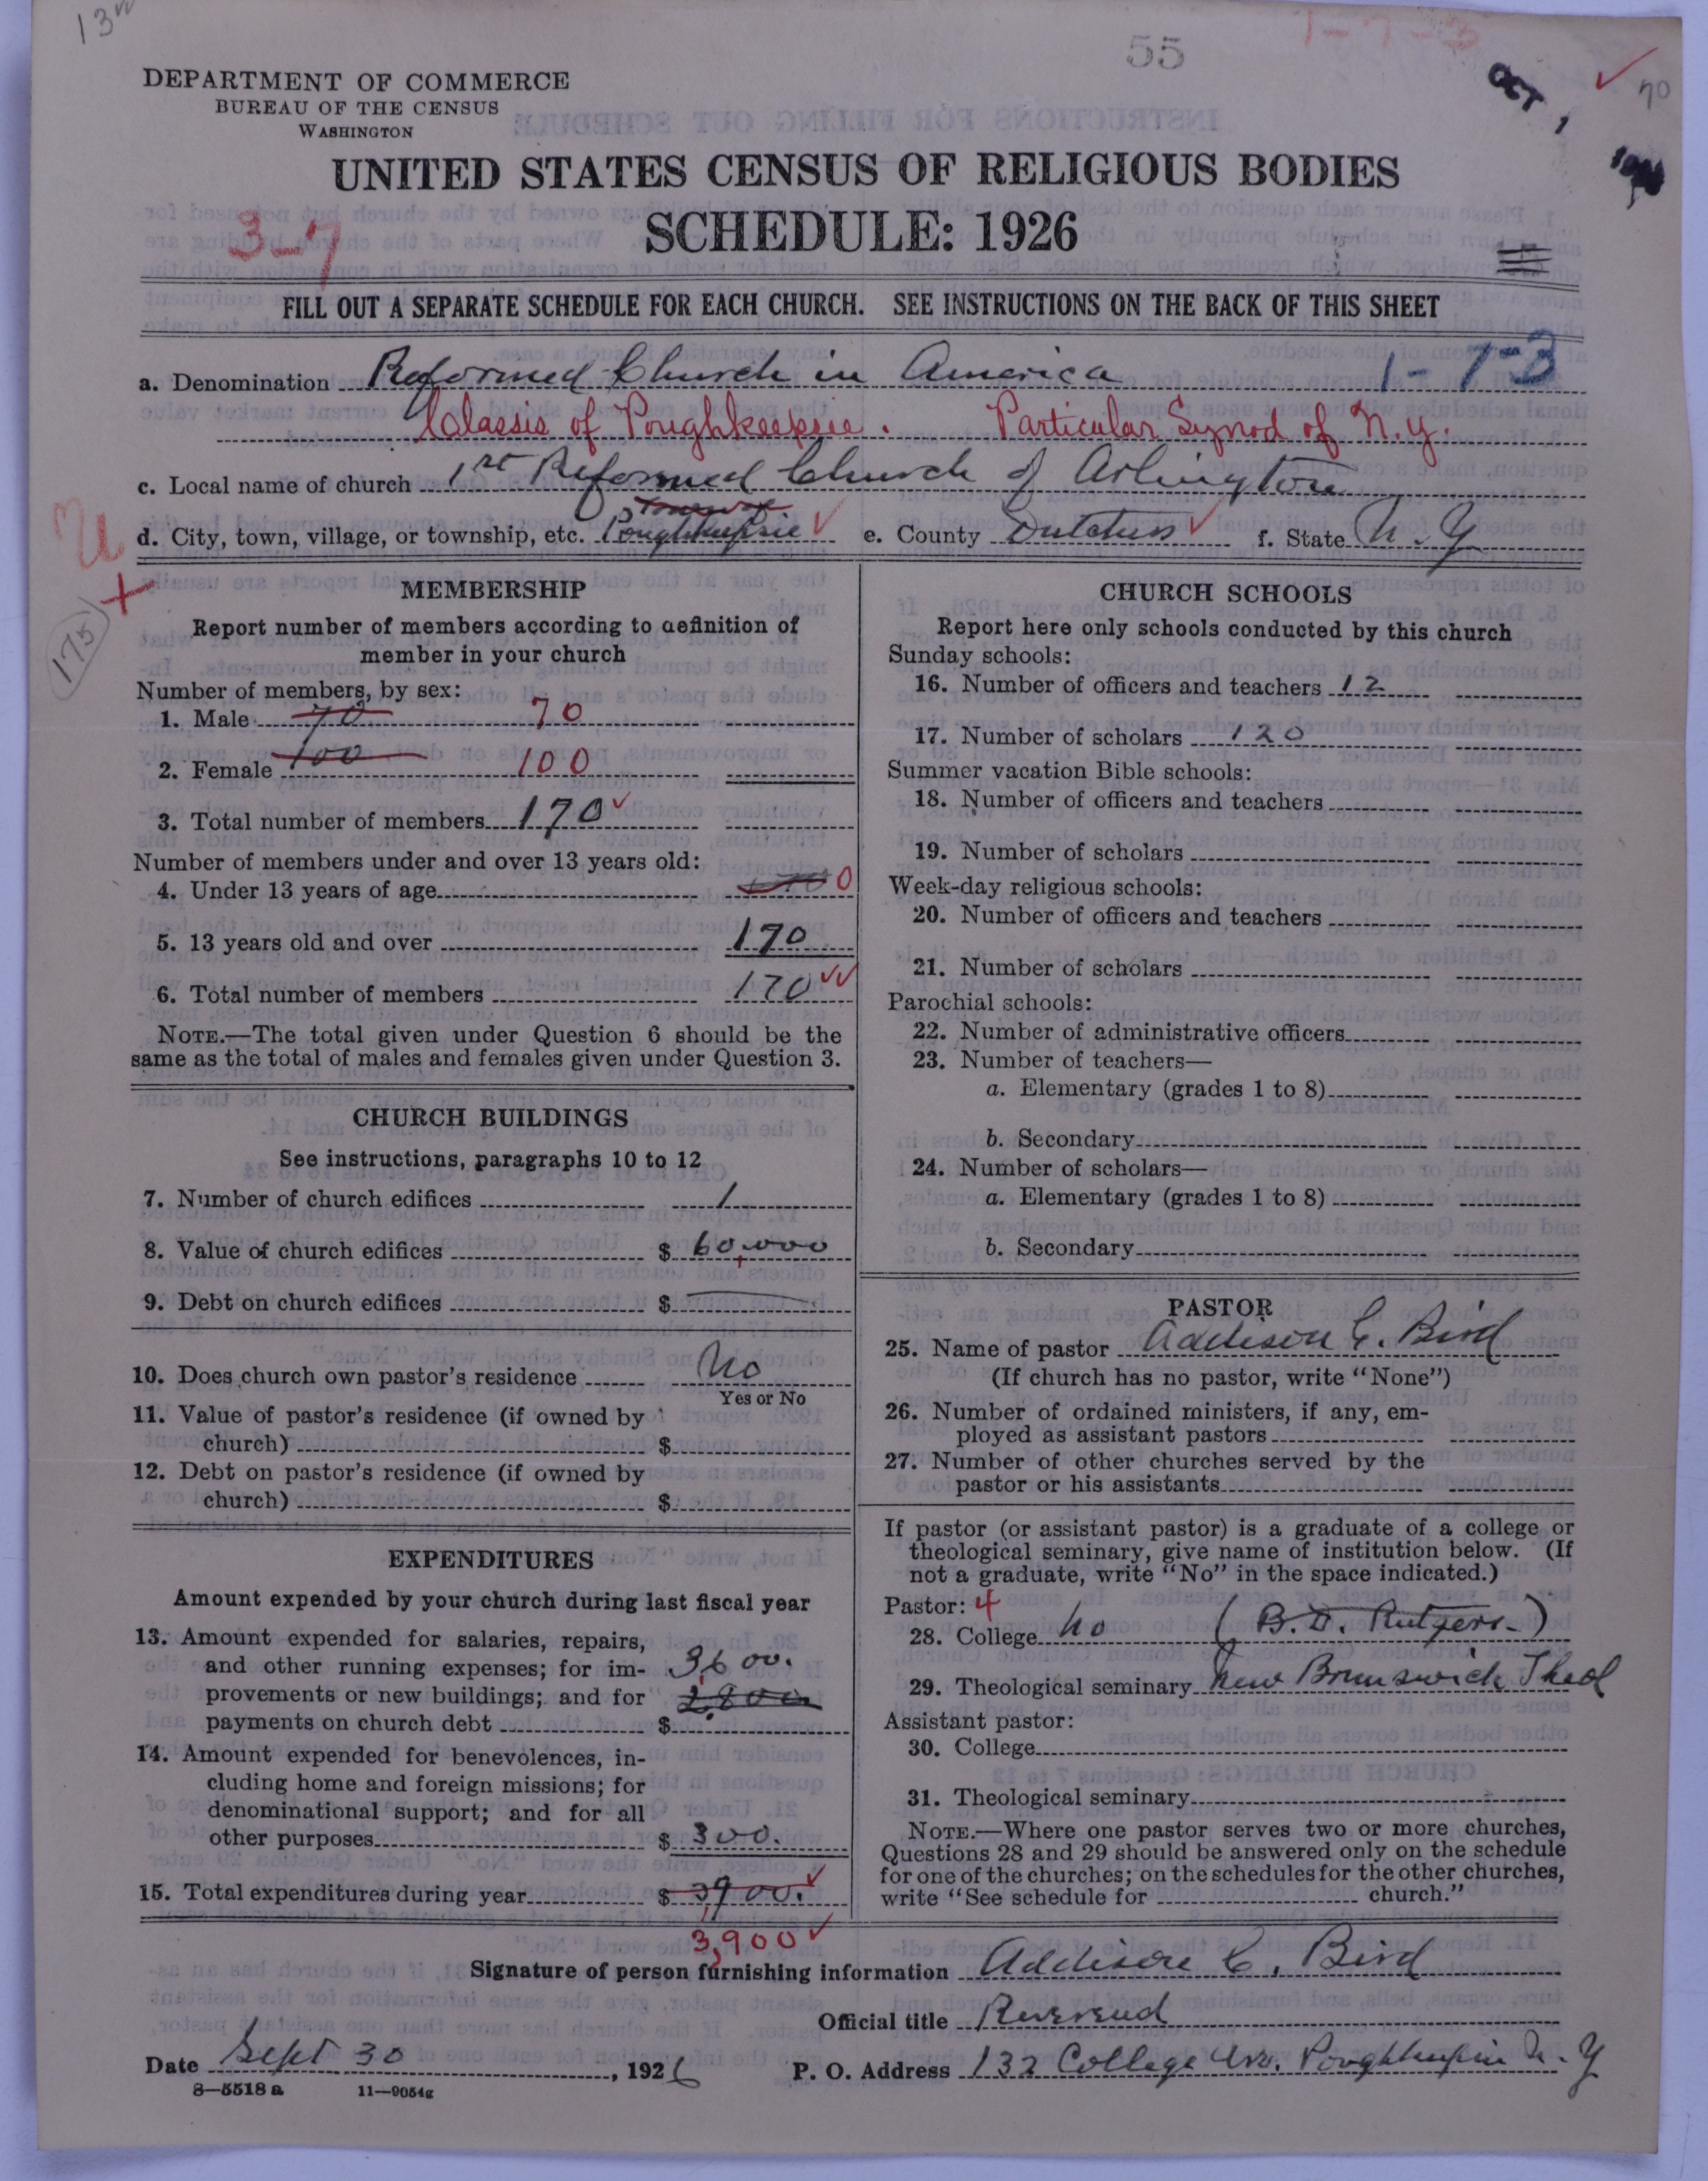 13
55
1-7-3
OCT 1 1926
70
DEPARTMENT OF COMMERCE
BUREAU OF THE CENSUS
WASHINGTON
UNITED STATES CENSUS OF RELIGIOUS BODIES
3-7
SCHEDULE: 1926
FILL OUT A SEPARATE SCHEDULE FOR EACH CHURCH. SEE INSTRUCTIONS ON THE BACK OF THIS SHEET
a. Denomination Reformed Church in America 1-7-3
Classis of Poughkeepsie. Particular Synod of N.Y.
c. Local name of church 1st Reformed Church of Arlington
d. City, town, village, or township, etc. Poughkeepsie e. County Dutchess f. State N.Y
175
MEMBERSHIP
Report number of members according to definition of
member in your church
Number of members, by sex:
1. Male 70 70
2. Female 100 100
3. Total number of members 170
Number of members under and over 13 years old:
4. Under 13 years of age 0
5. 13 years old and over 170
6. Total number of members 170
NOTE.—The total given under Question 6 should be the
same as the total of males and females given under Question 3.
CHURCH BUILDINGS
See instructions, paragraphs 10 to 12
7. Number of church edifices 1
8. Value of church edifices $ 60,000
9. Debt on church edifices $
10. Does church own pastor's residence No
Yes or No
11. Value of pastor's residence (if owned by
church) $
12. Debt on pastor's residence (if owned by
church) $
EXPENDITURES
Amount expended by your church during last fiscal year
13. Amount expended for salaries, repairs,
and other running expenses; for im- 3,600.
provements or new buildings; and for
payments on church debt $
14. Amount expended for benevolences, in-
cluding home and foreign missions; for
denominational support; and for all
other purposes $ 300.
15. Total expenditures during year $ 3900.
3,900
CHURCH SCHOOLS
Report here only schools conducted by this church
Sunday schools:
16. Number of officers and teachers 12
17. Number of scholars 120
Summer vacation Bible schools:
18. Number of officers and teachers
19. Number of scholars
Week-day religious schools:
20. Number of officers and teachers
21. Number of scholars
Parochial schools:
22. Number of administrative officers
23. Number of teachers—
a. Elementary (grades 1 to 8)
b. Secondary
24. Number of scholars—
a. Elementary (grades 1 to 8)
b. Secondary
PASTOR
25. Name of pastor Addison C. Bird
(If church has no pastor, write "None")
26. Number of ordained ministers, if any, em-
ployed as assistant pastors
27. Number of other churches served by the
pastor or his assistants
If pastor (or assistant pastor) is a graduate of a college or
theological seminary, give name of institution below. (If
not a graduate, write "No" in the space indicated.)
Pastor: 4
28. College No (B.D. Rutgers.)
29. Theological seminary New Brunswick Theol
Assistant pastor:
30. College
31. Theological seminary
NOTE.—Where one pastor serves two or more churches,
Questions 28 and 29 should be answered only on the schedule
for one of the churches; on the schedules for the other churches,
write "See schedule for church."
Signature of person furnishing information Addison C. Bird
Official title Reverend
Date Sept 30, 1926 P. O. Address 132 College Ave. Poughkeepsie N.Y
8—5518 a 11—9054g